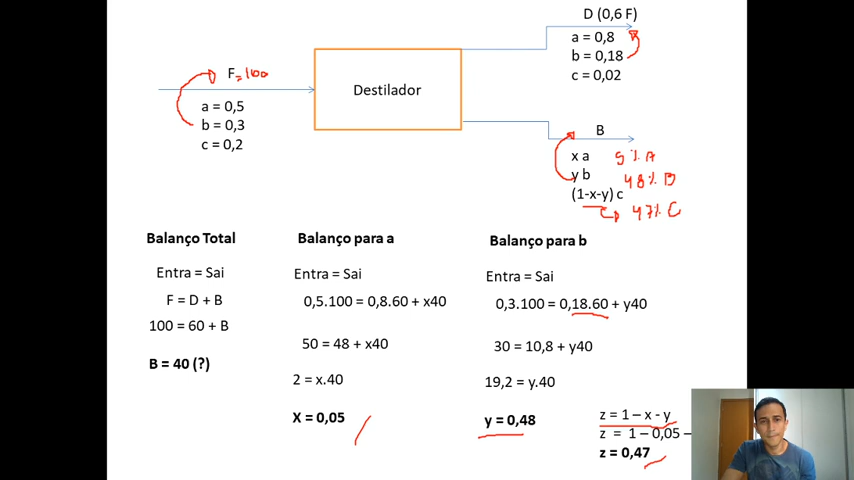 D (0,6 F)
a = 0,8
b = 0,18
c = 0,02
F = 100
a = 0,5
b = 0,3
c = 0,2
Destilador
B
x a 5% A
y b 48% B
(1-x-y) c 47% C
Balanço Total
Entra = Sai
F = D + B
100 = 60 + B
B = 40 (?)
Balanço para a
Entra = Sai
0,5.100 = 0,8.60 + x40
50 = 48 + x40
2 = x.40
X = 0,05
Balanço para b
Entra = Sai
0,3.100 = 0,18.60 + y40
30 = 10,8 + y40
19,2 = y.40
y = 0,48
z = 1 – x - y
z = 1 – 0,05 –
z = 0,47